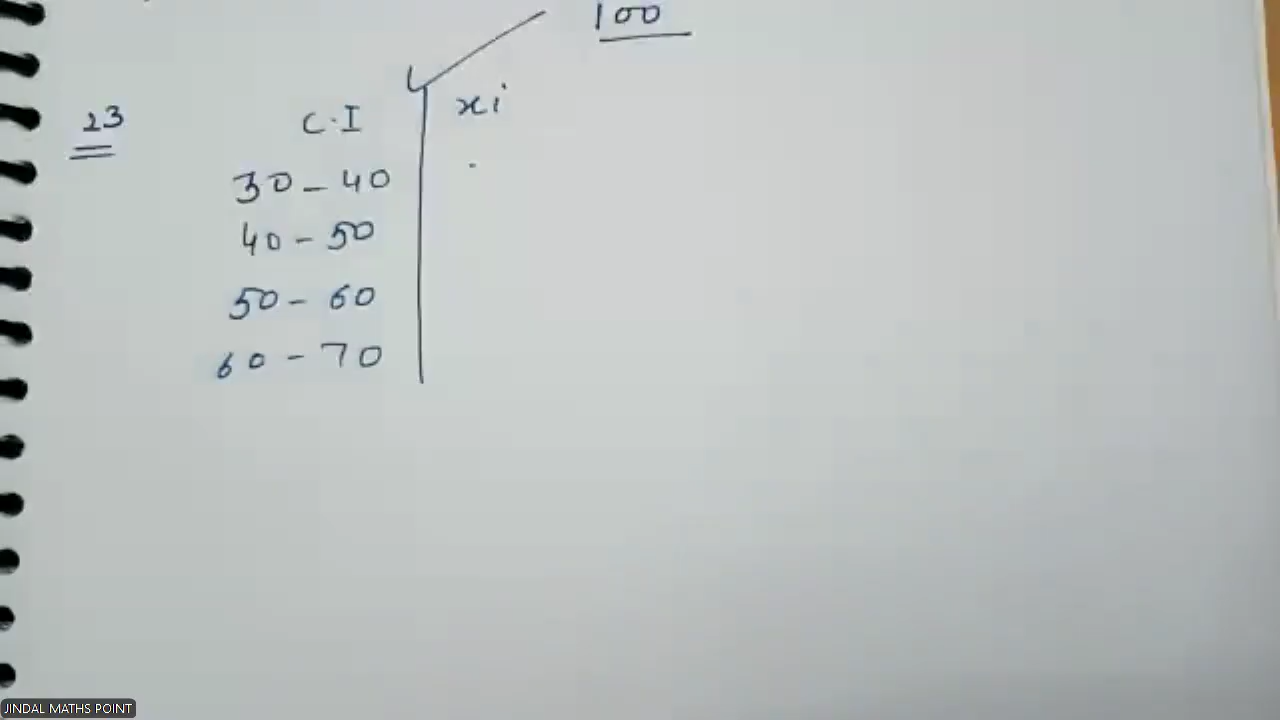 100
23 C.I xi
30 - 40
40 - 50
50 - 60
60 - 70
JINDAL MATHS POINT